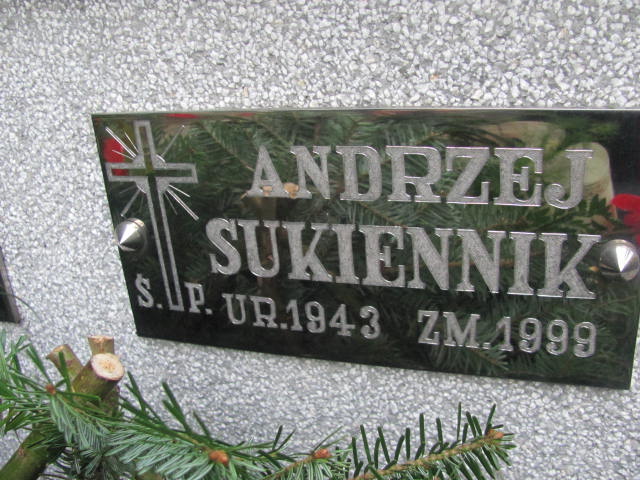 ANDRZEJ
SUKIENNIK
Ś.P. UR.1943 ZM.1999